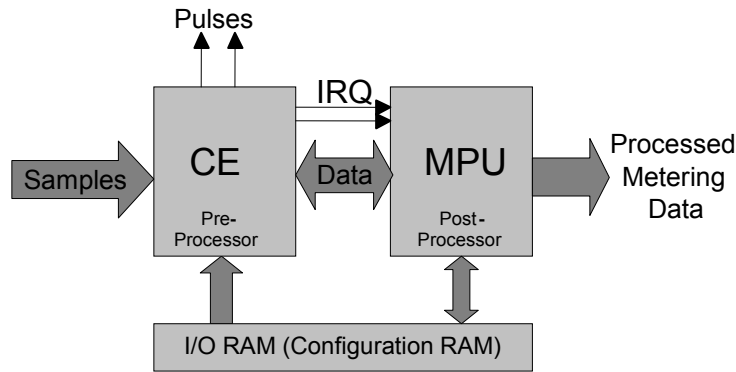 Pulses
IRQ
Samples
CE
Pre-
Processor
Data
MPU
Post-
Processor
Processed
Metering
Data
I/O RAM (Configuration RAM)